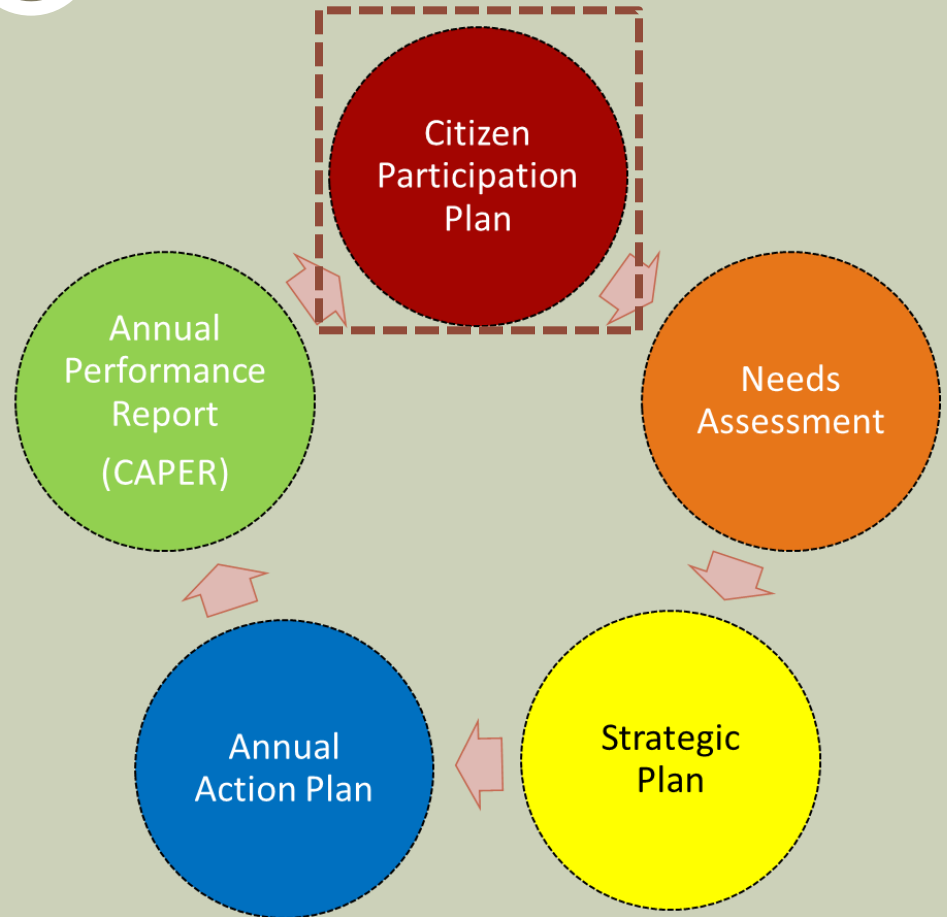 Citizen
Participation
Plan
Needs
Assessment
Strategic
Plan
Annual
Action Plan
Annual
Performance
Report
(CAPER)